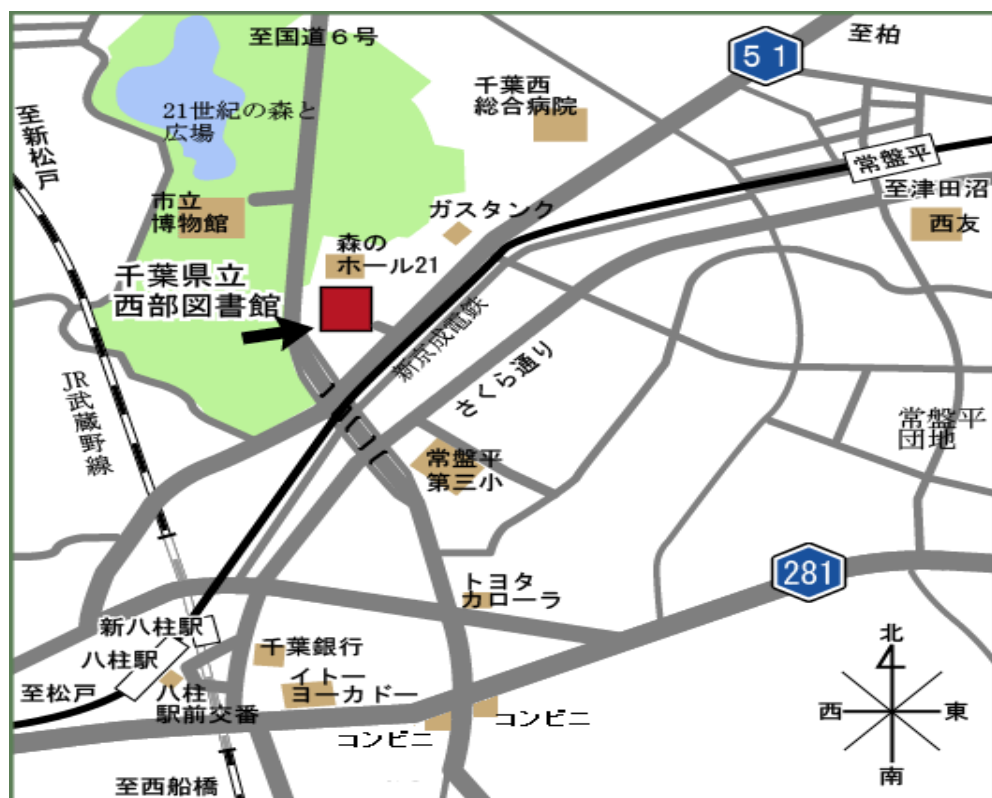 至国道6号
51
至柏
千葉西
総合病院
21世紀の森と
広場
至新松戸
常盤平
至津田沼
西友
市立
博物館
ガスタンク
森の
ホール21
千葉県立
西部図書館
新京成電鉄
さくら通り
JR武蔵野線
常盤平
団地
常盤平
第三小
281
トヨタ
カローラ
新八柱駅
八柱駅
千葉銀行
至松戸
八柱
駅前交番
イトー
ヨーカドー
コンビニ
コンビニ
至西船橋
北
西
東
南